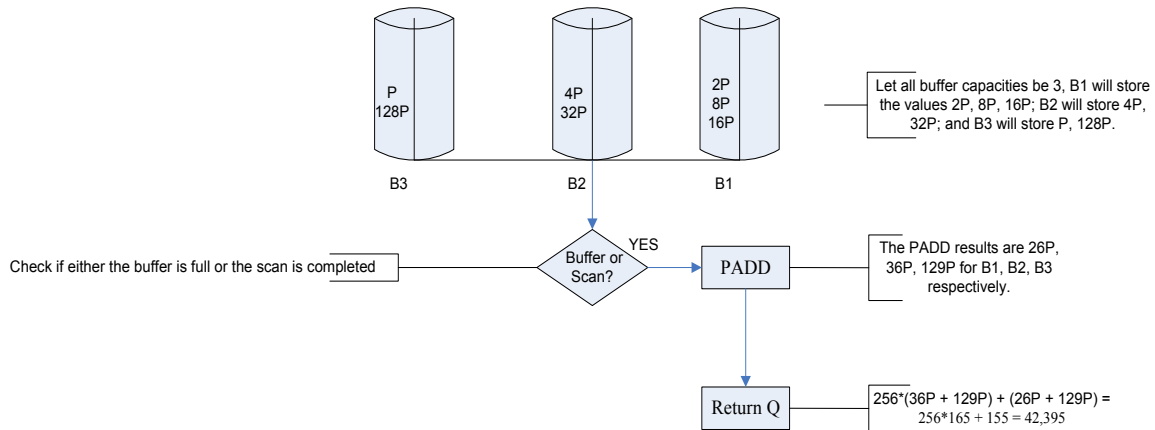 P
128P
4P
32P
2P
8P
16P
Let all buffer capacities be 3, B1 will store
the values 2P, 8P, 16P; B2 will store 4P,
32P; and B3 will store P, 128P.
B3
B2
B1
Check if either the buffer is full or the scan is completed
Buffer or
Scan?
YES
PADD
The PADD results are 26P,
36P, 129P for B1, B2, B3
respectively.
Return Q
256*(36P + 129P) + (26P + 129P) =
256*165 + 155 = 42,395